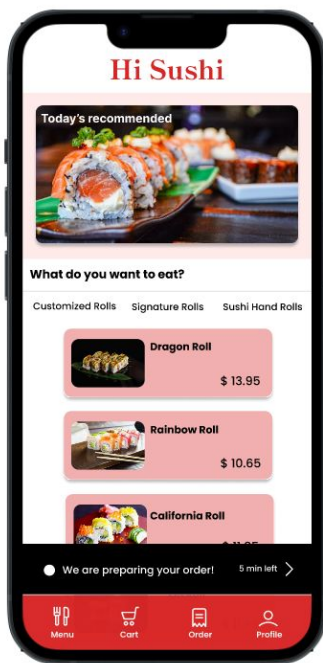 Hi Sushi
Today's recommended
What do you want to eat?
Customized Rolls Signature Rolls Sushi Hand Rolls
Dragon Roll
$ 13.95
Rainbow Roll
$ 10.65
California Roll
We are preparing your order! 5 min left
Menu Cart Order Profile